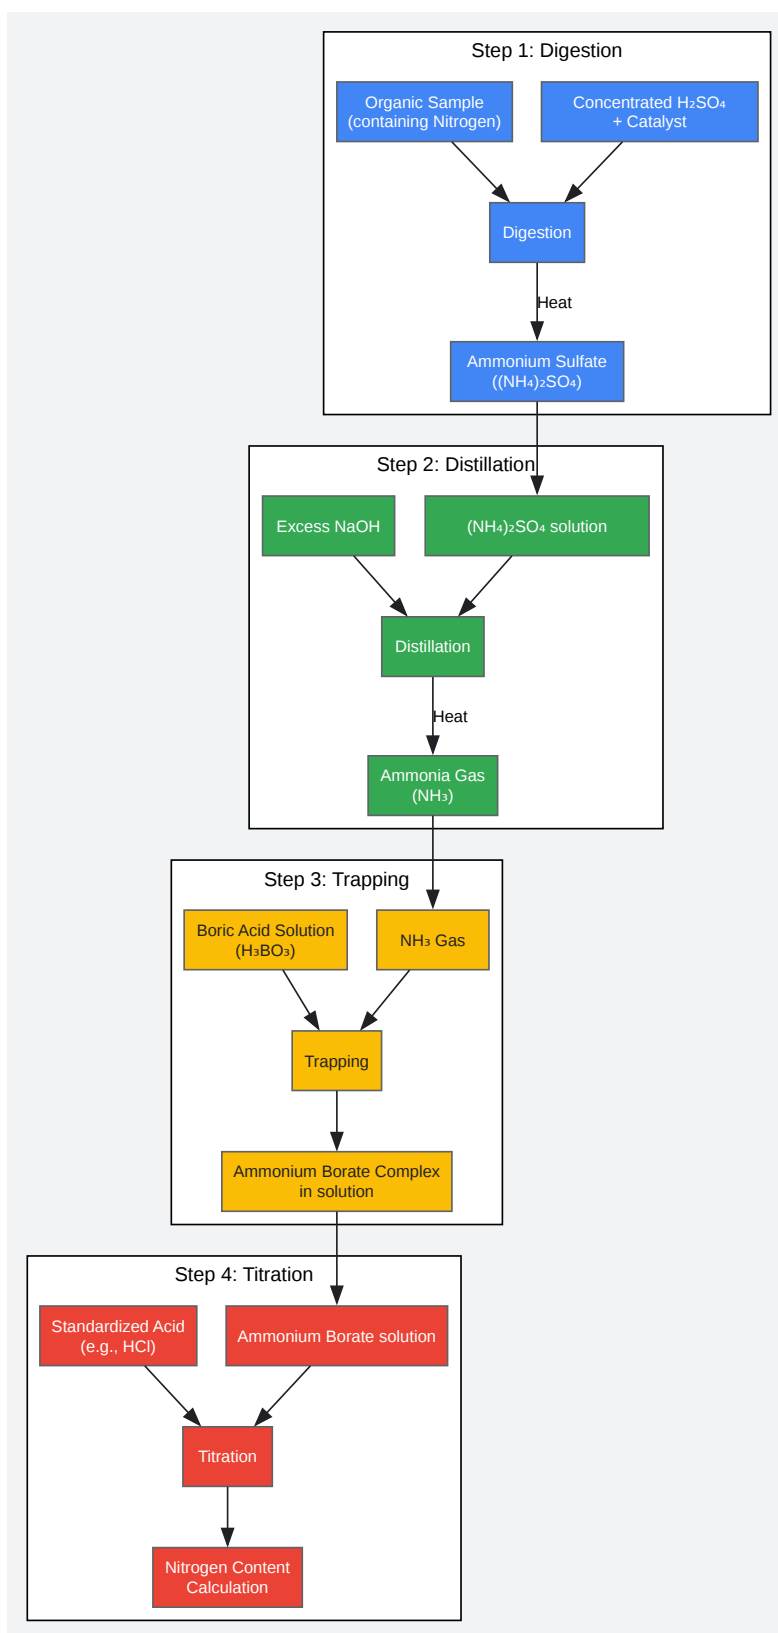 Step 1: Digestion
Organic Sample
(containing Nitrogen)
Concentrated H₂SO₄
+ Catalyst
Digestion
Heat
Ammonium Sulfate
((NH₄)₂SO₄)
Step 2: Distillation
Excess NaOH
(NH₄)₂SO₄ solution
Distillation
Heat
Ammonia Gas
(NH₃)
Step 3: Trapping
Boric Acid Solution
(H₃BO₃)
NH₃ Gas
Trapping
Ammonium Borate Complex
in solution
Step 4: Titration
Standardized Acid
(e.g., HCl)
Ammonium Borate solution
Titration
Nitrogen Content
Calculation